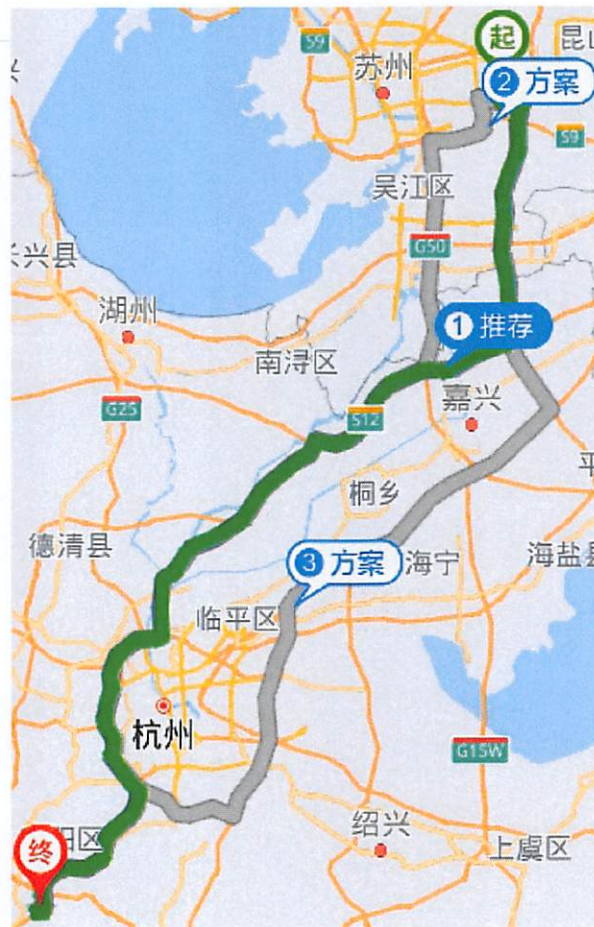 起
昆山
S9
苏州
2 方案
S9
吴江区
G50
长兴县
湖州
1 推荐
南浔区
嘉兴
G25
S12
桐乡
德清县
3 方案
海宁
海盐县
临平区
杭州
G15W
绍兴
上虞区
终
阳区